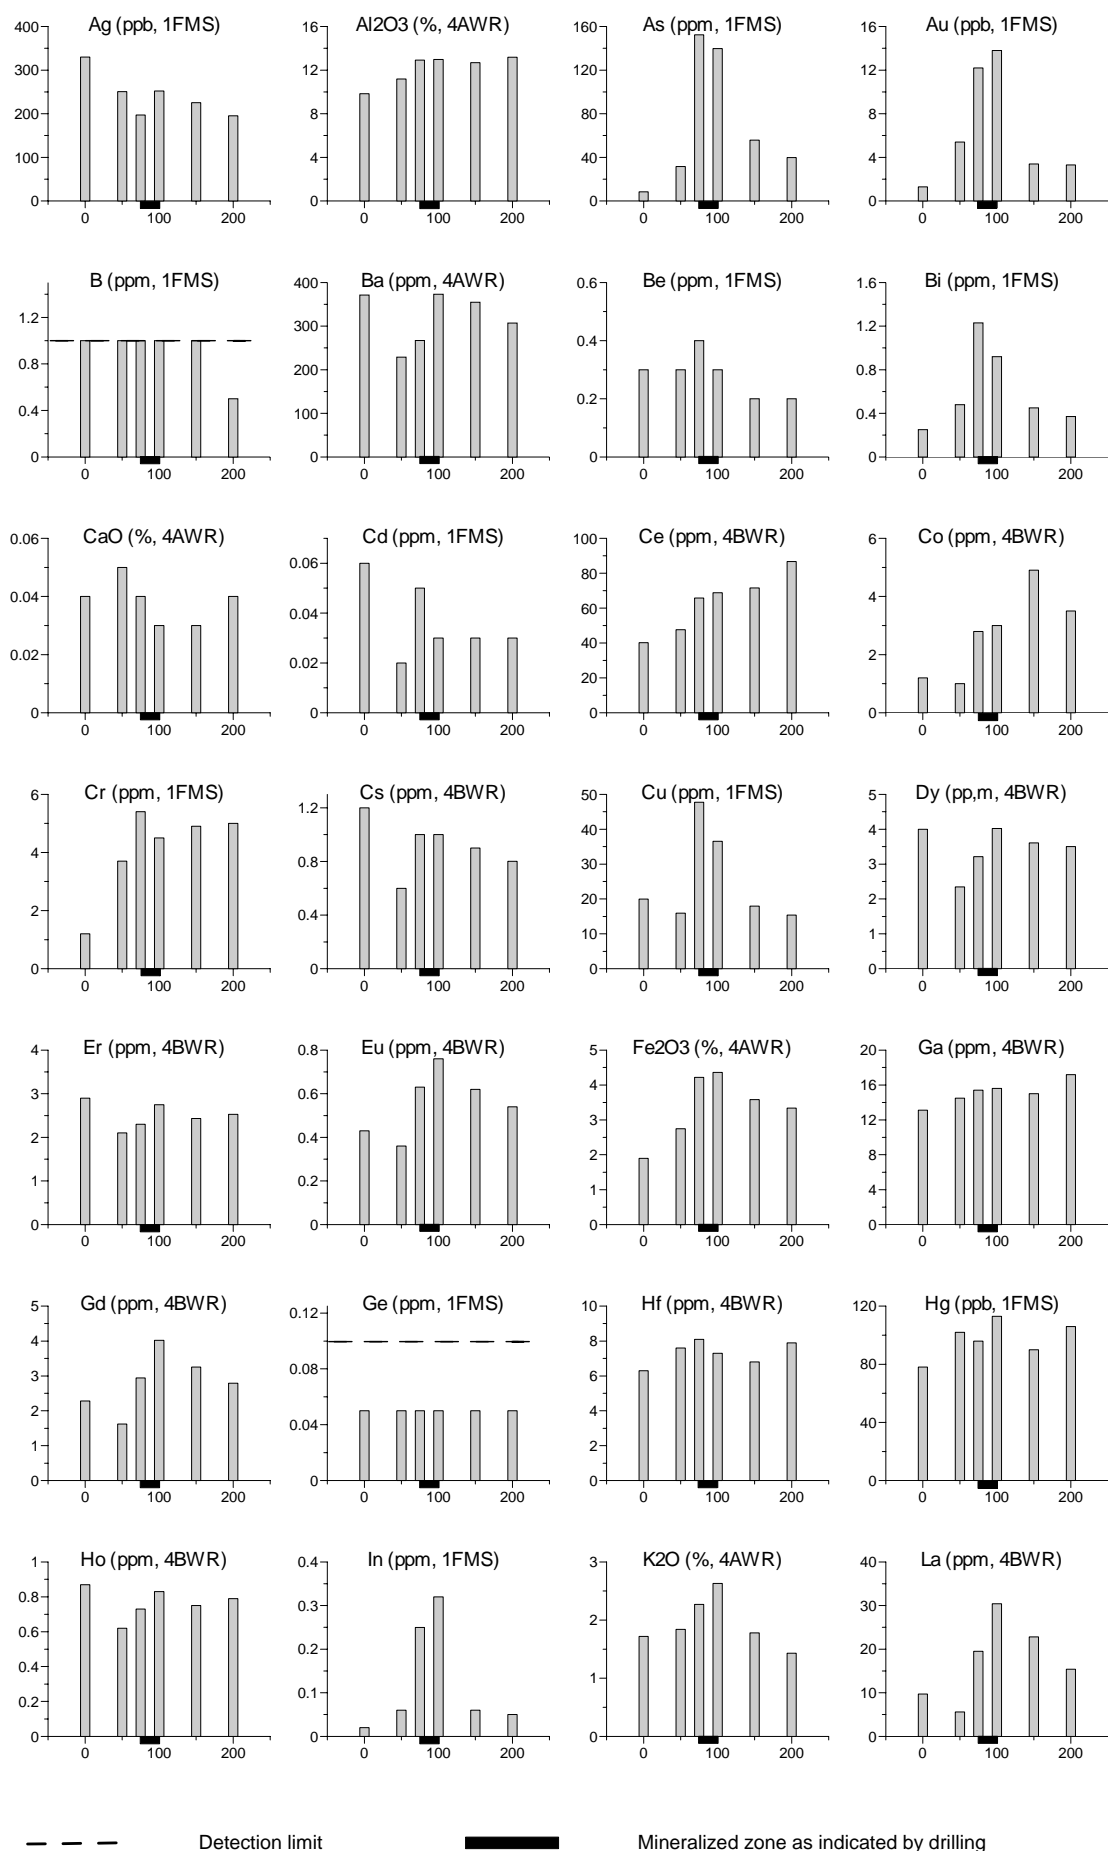 Ag (ppb, 1FMS)
Al2O3 (%, 4AWR)
As (ppm, 1FMS)
Au (ppb, 1FMS)
400
300
200
100
0
0 100 200
16
12
8
4
0
0 100 200
160
120
80
40
0
0 100 200
16
12
8
4
0
0 100 200
B (ppm, 1FMS)
Ba (ppm, 4AWR)
Be (ppm, 1FMS)
Bi (ppm, 1FMS)
1.2
0.8
0.4
0
0 100 200
400
300
200
100
0
0 100 200
0.6
0.4
0.2
0
0 100 200
1.6
1.2
0.8
0.4
0
0 100 200
CaO (%, 4AWR)
Cd (ppm, 1FMS)
Ce (ppm, 4BWR)
Co (ppm, 4BWR)
0.06
0.04
0.02
0
0 100 200
0.06
0.04
0.02
0
0 100 200
100
80
60
40
20
0
0 100 200
6
4
2
0
0 100 200
Cr (ppm, 1FMS)
Cs (ppm, 4BWR)
Cu (ppm, 1FMS)
Dy (pp,m, 4BWR)
6
4
2
0
0 100 200
1.2
0.8
0.4
0
0 100 200
50
40
30
20
10
0
0 100 200
5
4
3
2
1
0
0 100 200
Er (ppm, 4BWR)
Eu (ppm, 4BWR)
Fe2O3 (%, 4AWR)
Ga (ppm, 4BWR)
4
3
2
1
0
0 100 200
0.8
0.6
0.4
0.2
0
0 100 200
5
4
3
2
1
0
0 100 200
20
16
12
8
4
0
0 100 200
Gd (ppm, 4BWR)
Ge (ppm, 1FMS)
Hf (ppm, 4BWR)
Hg (ppb, 1FMS)
5
4
3
2
1
0
0 100 200
0.12
0.08
0.04
0
0 100 200
10
8
6
4
2
0
0 100 200
120
80
40
0
0 100 200
Ho (ppm, 4BWR)
In (ppm, 1FMS)
K2O (%, 4AWR)
La (ppm, 4BWR)
1
0.8
0.6
0.4
0.2
0
0 100 200
0.4
0.3
0.2
0.1
0
0 100 200
3
2
1
0
0 100 200
40
30
20
10
0
0 100 200
Detection limit
Mineralized zone as indicated by drilling